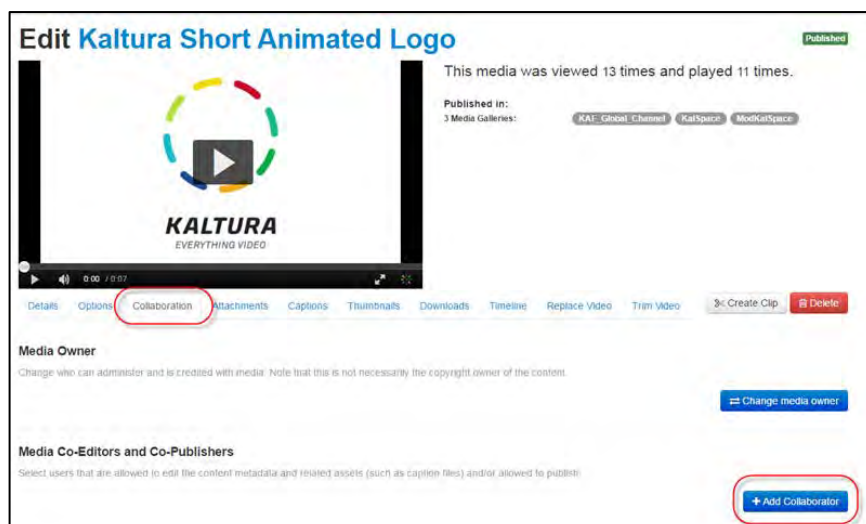 Edit Kaltura Short Animated Logo
Published
This media was viewed 13 times and played 11 times.
Published in:
3 Media Galleries: KAF_Global_Channel KalSpace ModKalSpace
KALTURA
EVERYTHING VIDEO
0:00 / 0:07
Details Options Collaboration Attachments Captions Thumbnails Downloads Timeline Replace Video Trim Video Create Clip Delete
Media Owner
Change who can administer and is credited with media. Note that this is not necessarily the copyright owner of the content.
Change media owner
Media Co-Editors and Co-Publishers
Select users that are allowed to edit the content metadata and related assets (such as caption files) and/or allowed to publish.
+ Add Collaborator